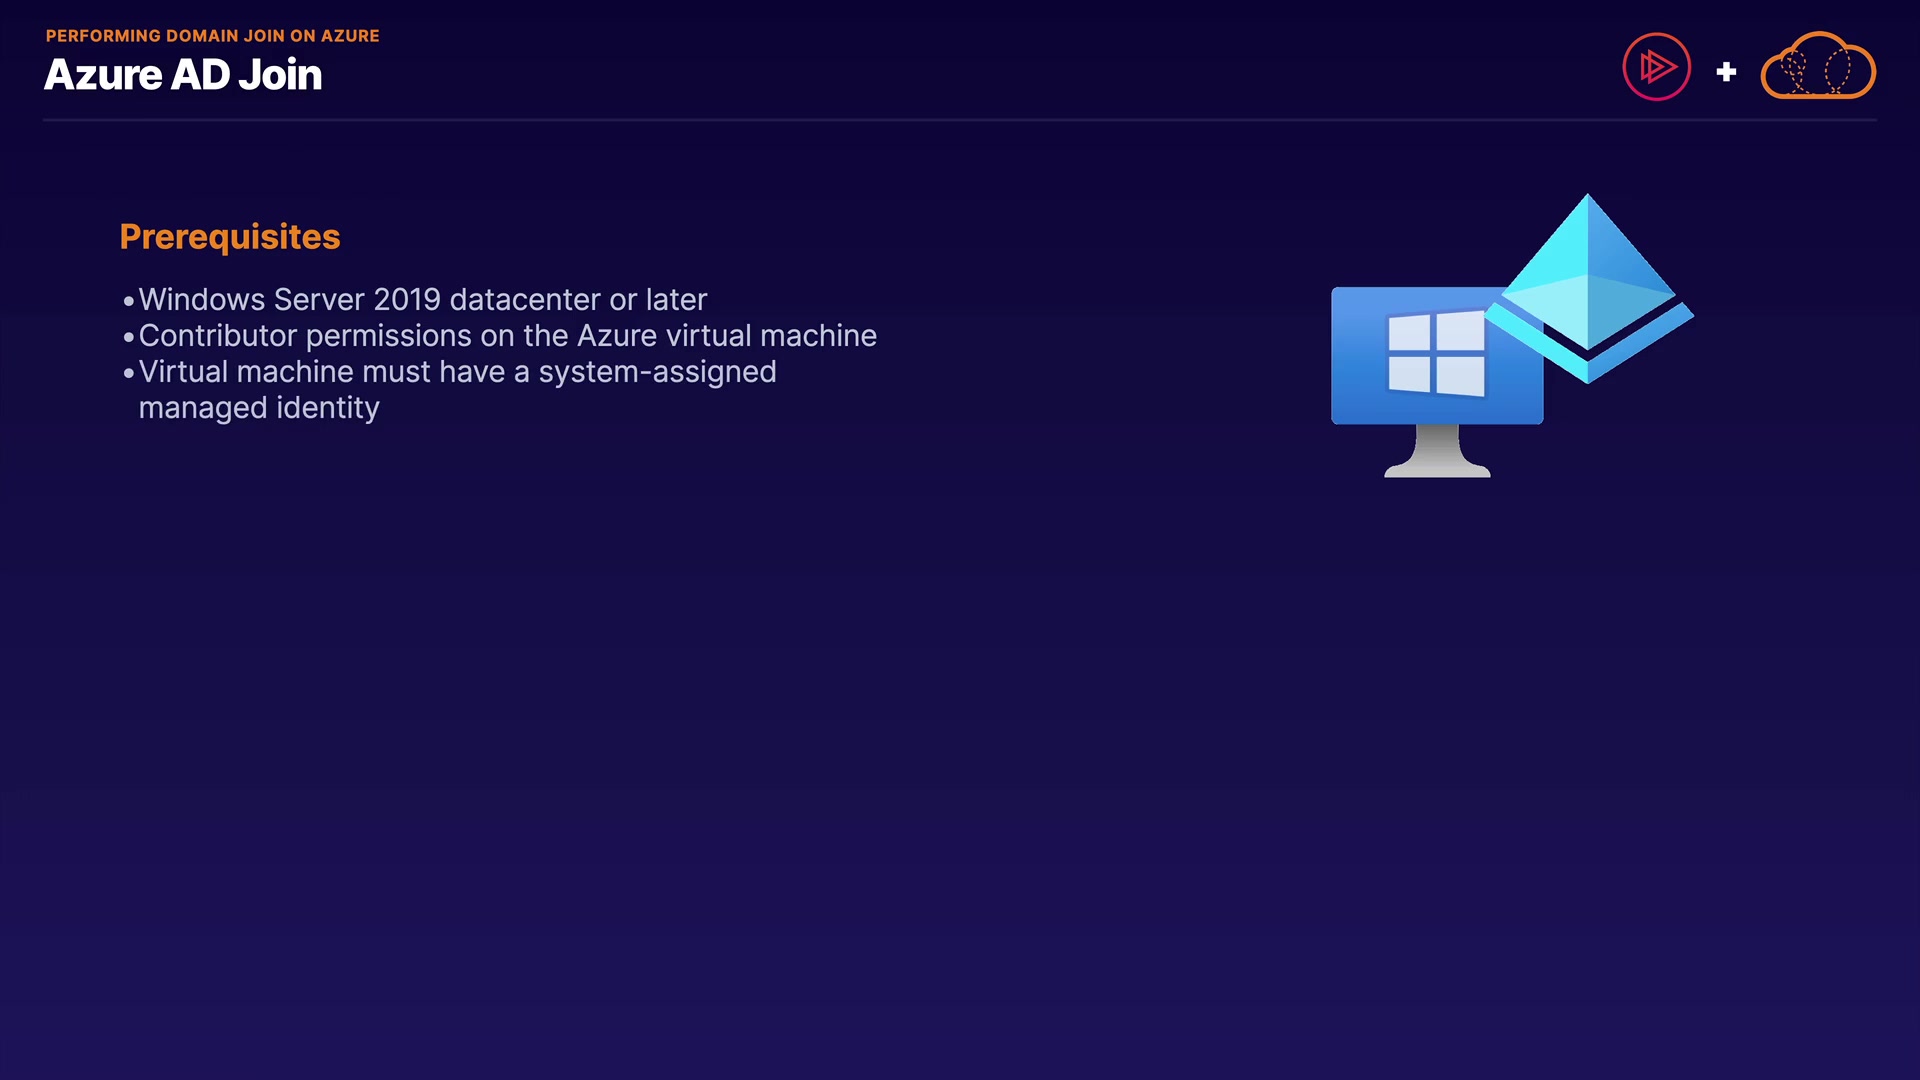 PERFORMING DOMAIN JOIN ON AZURE
Azure AD Join
Prerequisites
•Windows Server 2019 datacenter or later
•Contributor permissions on the Azure virtual machine
•Virtual machine must have a system-assigned
managed identity